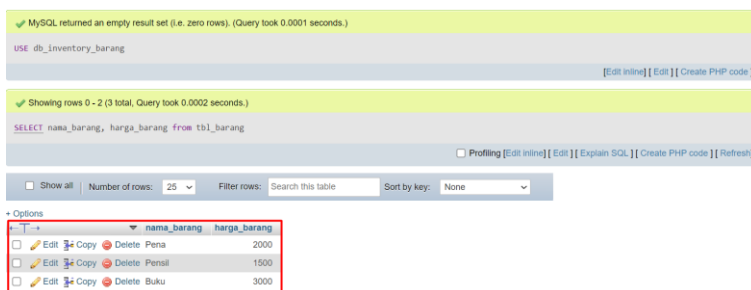 MySQL returned an empty result set (i.e. zero rows). (Query took 0.0001 seconds.)
USE db_inventory_barang
[Edit inline] [ Edit ] [ Create PHP code ]
Showing rows 0 - 2 (3 total, Query took 0.0002 seconds.)
SELECT nama_barang, harga_barang from tbl_barang
Profiling [Edit inline] [ Edit ] [ Explain SQL ] [ Create PHP code ] [ Refresh
Show all | Number of rows: 25 Filter rows: Search this table Sort by key: None
+ Options
←T→ nama_barang harga_barang
Edit Copy Delete Pena 2000
Edit Copy Delete Pensil 1500
Edit Copy Delete Buku 3000